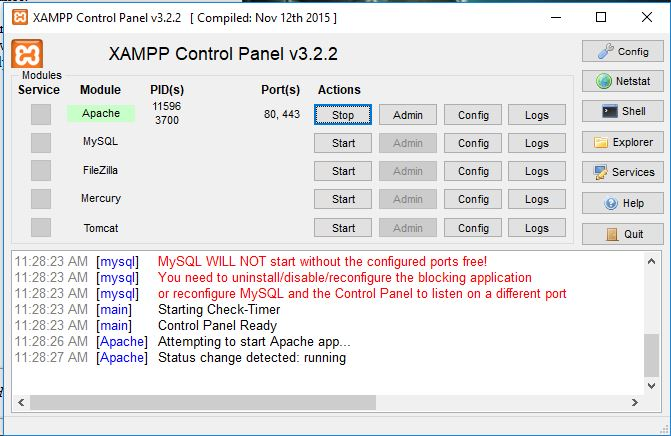 XAMPP Control Panel v3.2.2 [ Compiled: Nov 12th 2015 ]
XAMPP Control Panel v3.2.2
Config
Modules
Service Module PID(s) Port(s) Actions
Netstat
Apache 11596 3700 80, 443 Stop Admin Config Logs
Shell
MySQL Start Admin Config Logs
Explorer
FileZilla Start Admin Config Logs
Services
Mercury Start Admin Config Logs
Help
Tomcat Start Admin Config Logs
Quit
11:28:23 AM [mysql] MySQL WILL NOT start without the configured ports free!
11:28:23 AM [mysql] You need to uninstall/disable/reconfigure the blocking application
11:28:23 AM [mysql] or reconfigure MySQL and the Control Panel to listen on a different port
11:28:23 AM [main] Starting Check-Timer
11:28:23 AM [main] Control Panel Ready
11:28:26 AM [Apache] Attempting to start Apache app...
11:28:27 AM [Apache] Status change detected: running